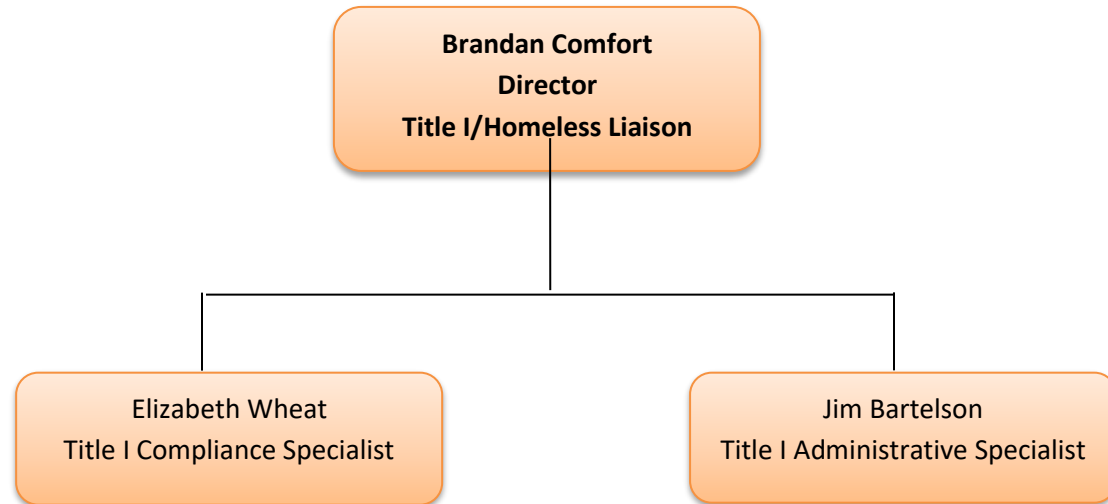 Brandan Comfort
Director
Title I/Homeless Liaison
Elizabeth Wheat
Title I Compliance Specialist
Jim Bartelson
Title I Administrative Specialist